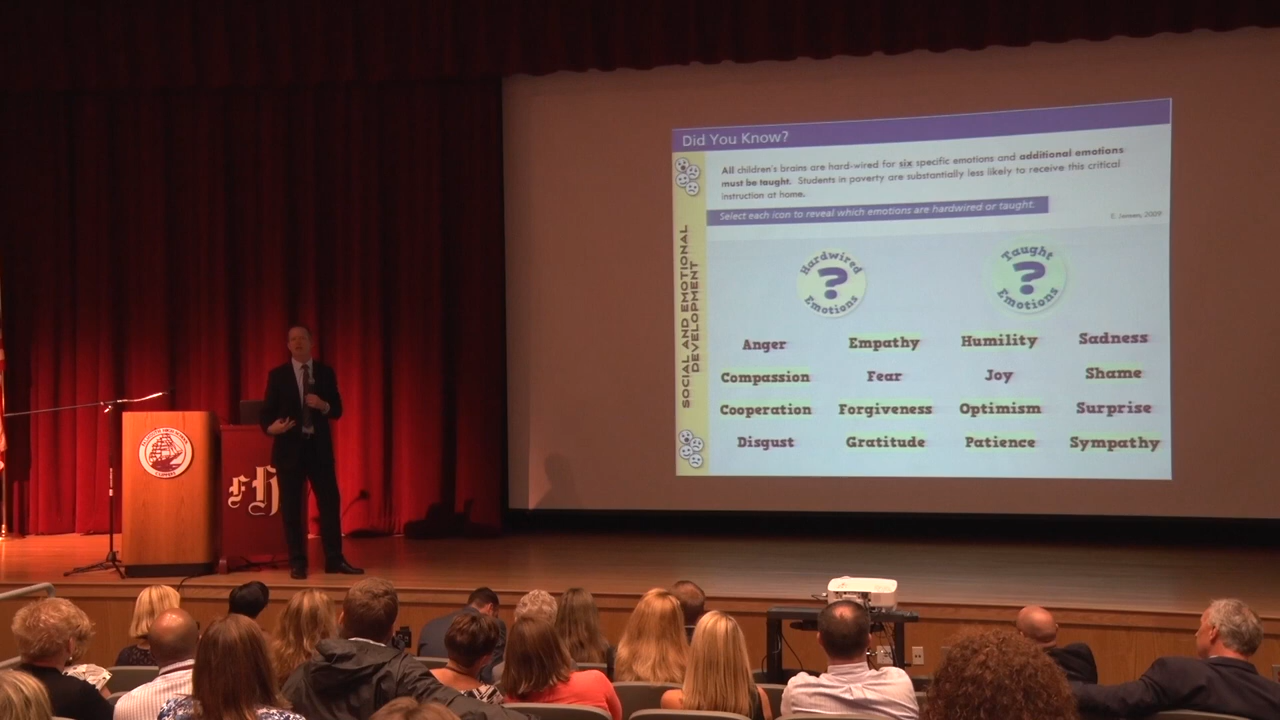 Did You Know?
All children's brains are hard-wired for six specific emotions and additional emotions
must be taught. Students in poverty are substantially less likely to receive this critical
instruction at home.
Select each icon to reveal which emotions are hardwired or taught.
E. Jensen, 2009
SOCIAL AND EMOTIONAL
DEVELOPMENT
Hardwired
?
Emotions
Taught
?
Emotions
Anger Empathy Humility Sadness
Compassion Fear Joy Shame
Cooperation Forgiveness Optimism Surprise
Disgust Gratitude Patience Sympathy
CLIPPERS
FH